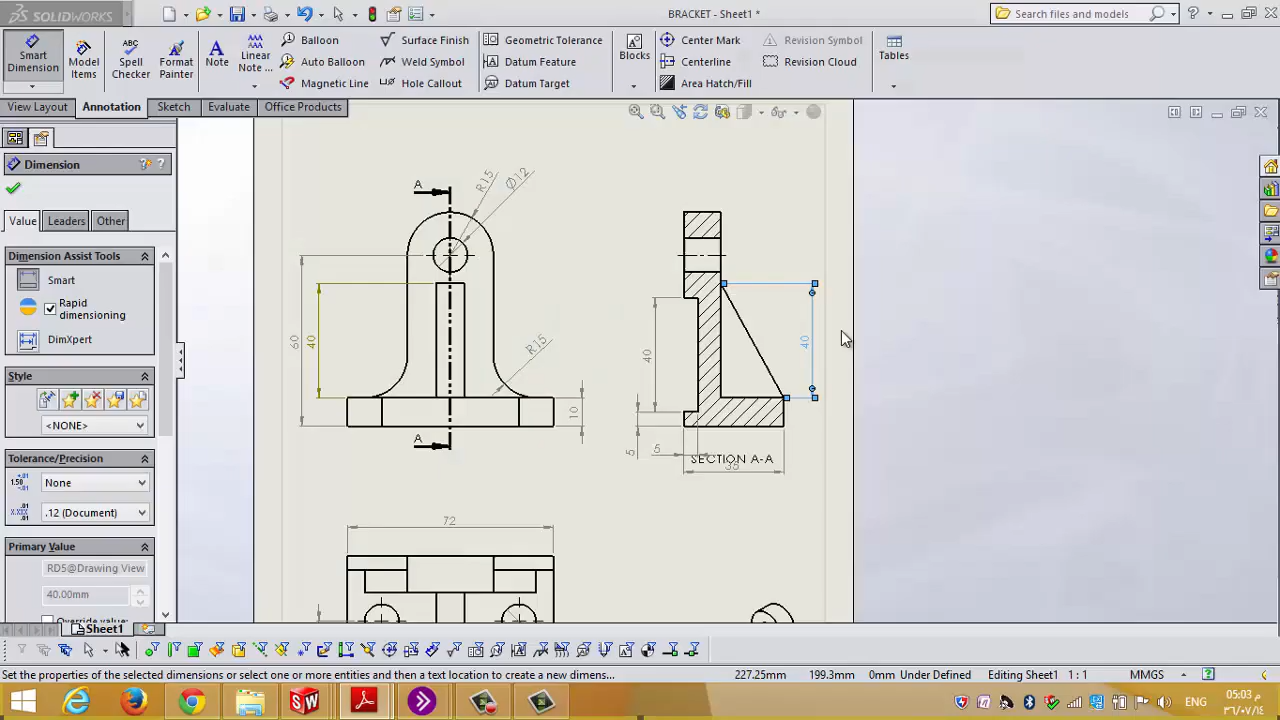 SOLIDWORKS
BRACKET - Sheet1 *
Search files and models
Smart Dimension
Model Items
ABC
Spell Checker
Format Painter
Note
Linear Note ...
Balloon
Auto Balloon
Magnetic Line
Surface Finish
Weld Symbol
Hole Callout
Geometric Tolerance
Datum Feature
Datum Target
Blocks
Center Mark
Centerline
Area Hatch/Fill
Revision Symbol
Revision Cloud
Tables
View Layout
Annotation
Sketch
Evaluate
Office Products
Dimension
Value
Leaders
Other
Dimension Assist Tools
Smart
Rapid dimensioning
DimXpert
Style
<NONE>
Tolerance/Precision
None
.12 (Document)
Primary Value
RD5@Drawing View
40.00mm
Override value:
A
R15
Ø12
60
40
R15
10
A
40
5
5
40
SECTION A-A
35
72
Sheet1
Set the properties of the selected dimensions or select one or more entities and then a text location to create a new dimens...
227.25mm
199.3mm
0mm
Under Defined
Editing Sheet1
1 : 1
MMGS
ENG
05:03 م